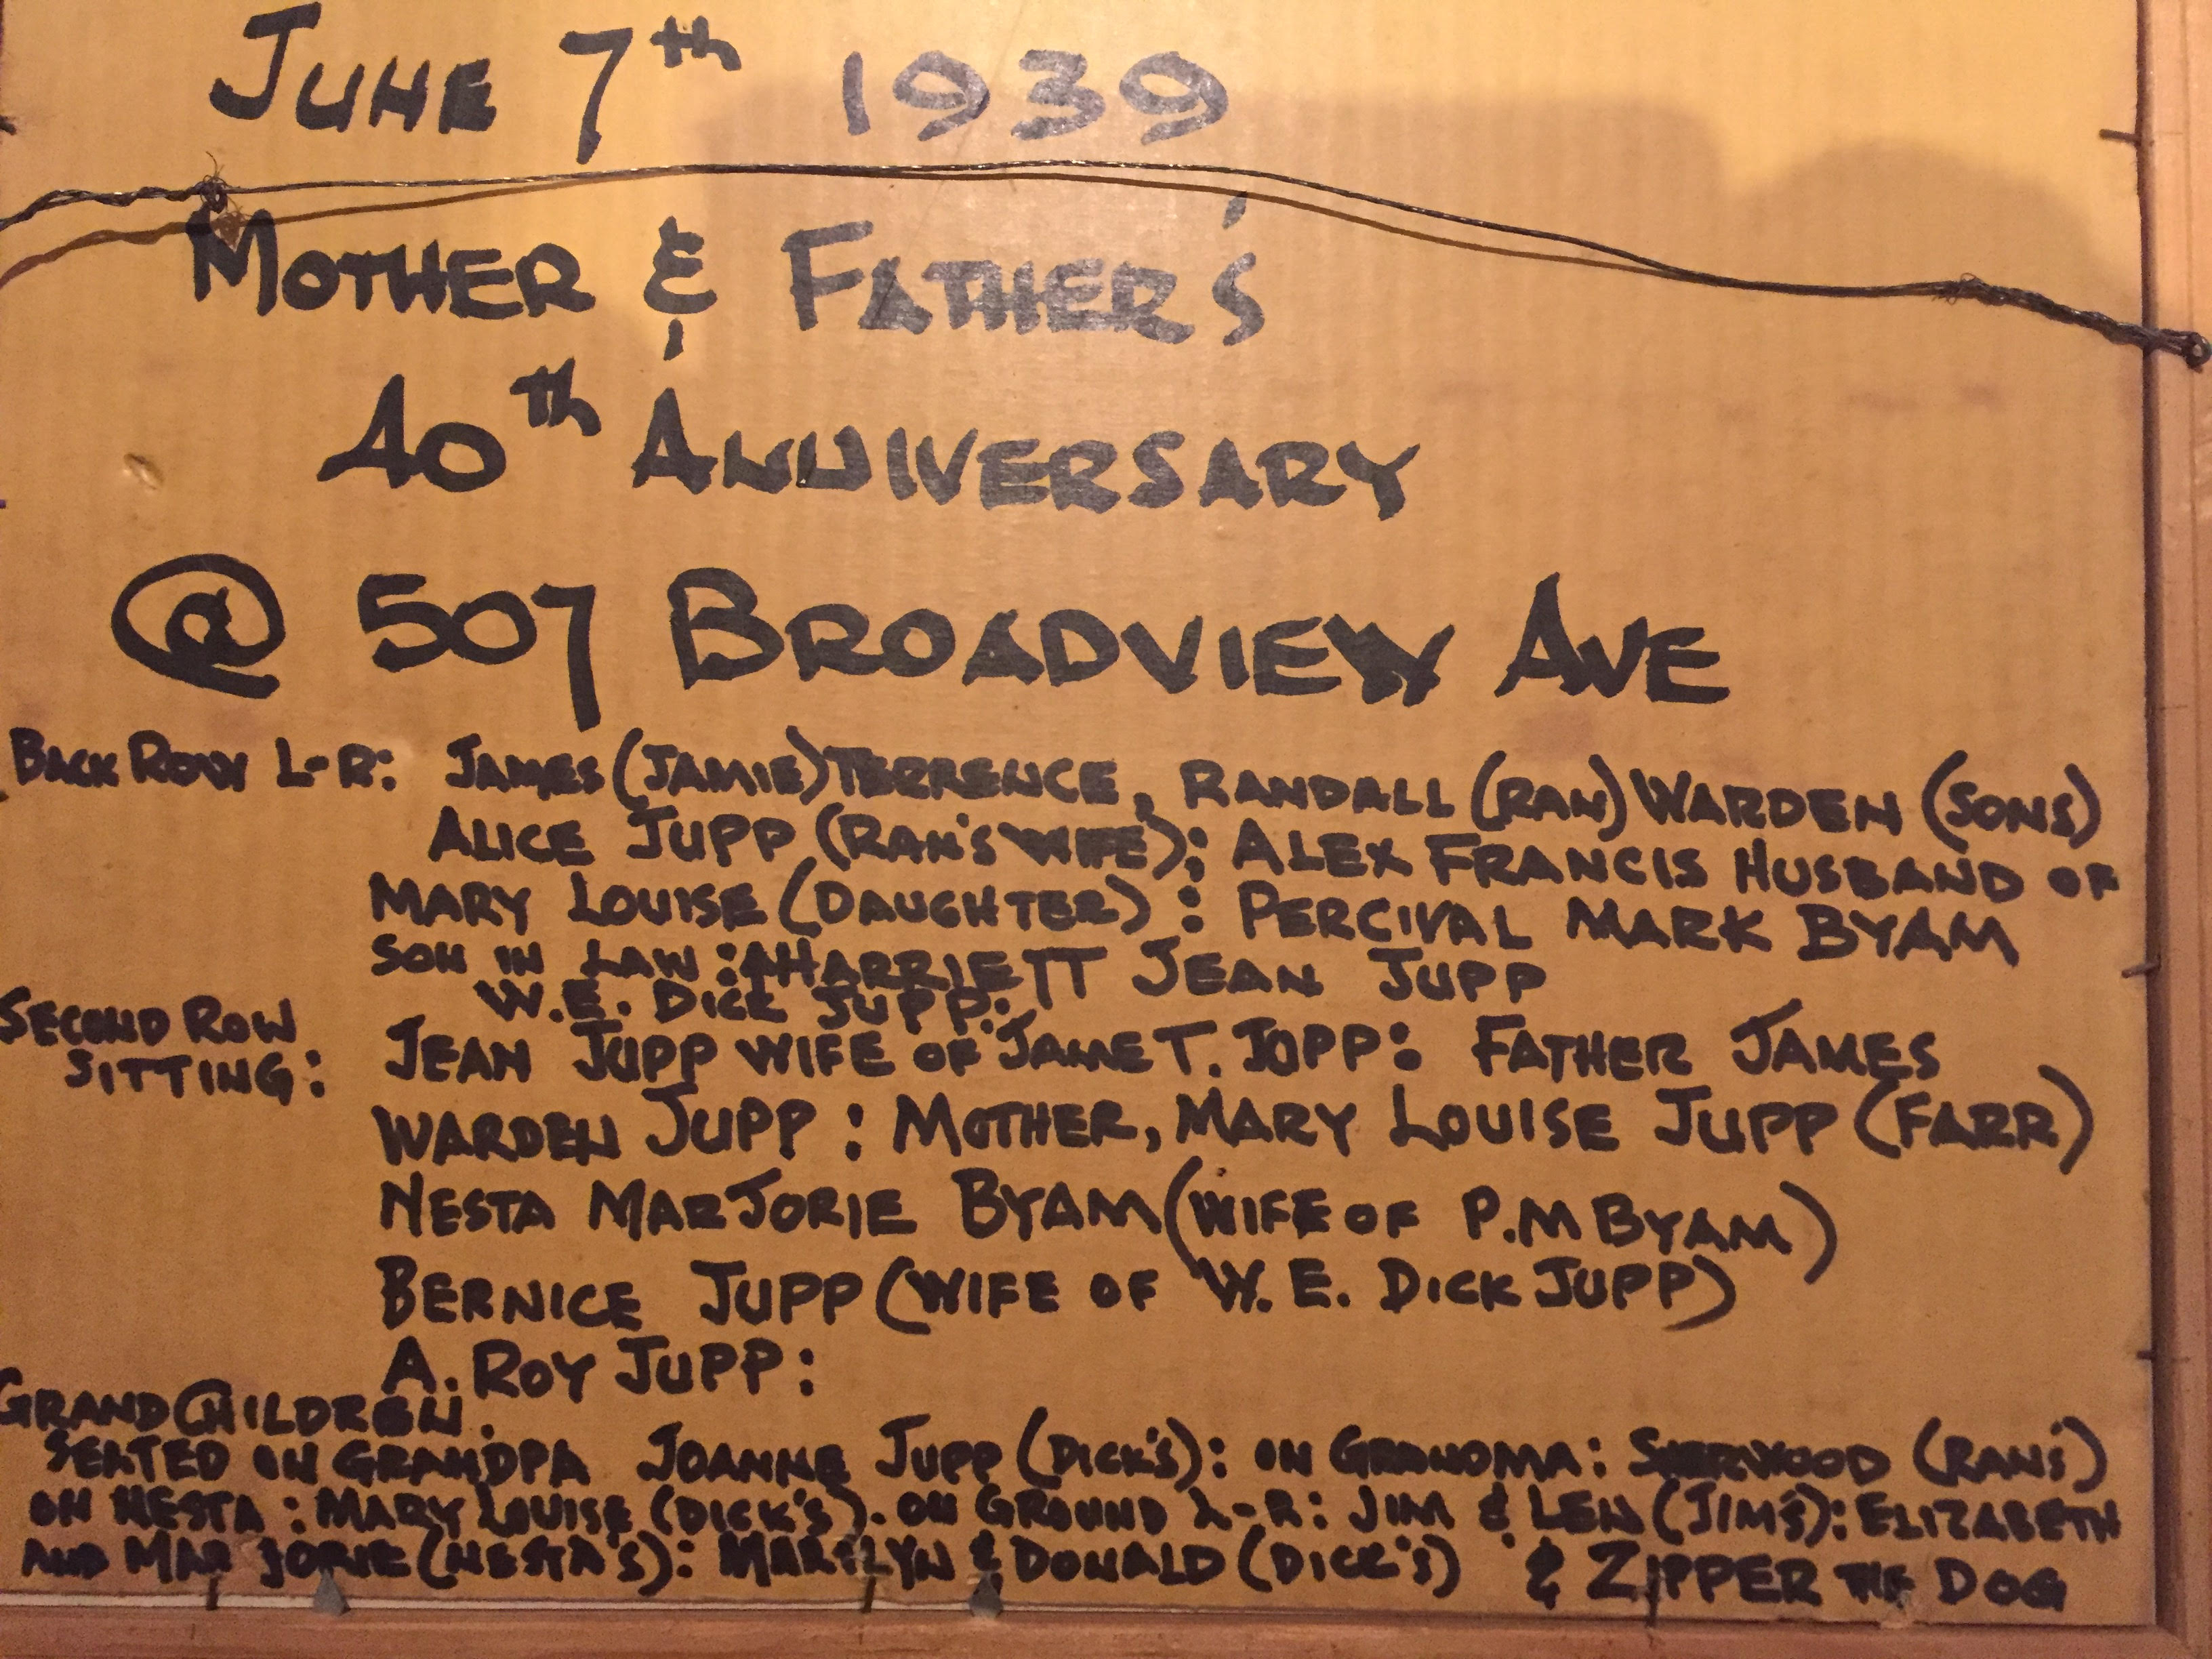 JUNE 7th 1939
MOTHER & FATHER'S
40th ANNIVERSARY
@ 507 BROADVIEW AVE
BACK ROW L-R: JAMES (JAMIE) TERRENCE, RANDALL (RAN) WARDEN (SONS)
ALICE JUPP (RAN'S WIFE); ALEX FRANCIS HUSBAND OF
MARY LOUISE (DAUGHTER): PERCIVAL MARK BYAM
SON IN LAW: HARRIETT JEAN JUPP
W.E. DICK JUPP:
SECOND ROW
SITTING: JEAN JUPP WIFE OF JAME T. JUPP: FATHER JAMES
WARDEN JUPP: MOTHER, MARY LOUISE JUPP (FARR)
NESTA MARJORIE BYAM (WIFE OF P.M BYAM)
BERNICE JUPP (WIFE OF W.E. DICK JUPP)
A. ROY JUPP:
GRANDCHILDREN.
SEATED ON GRANDPA JOANNE JUPP (DICK'S): ON GRANDMA: SHERWOOD (RAN'S)
ON NESTA: MARY LOUISE (DICK'S). ON GROUND L-R: JIM & LEN (JIM'S): ELIZABETH
AND MARJORIE (NESTA'S): MARILYN & DONALD (DICK'S) & ZIPPER THE DOG